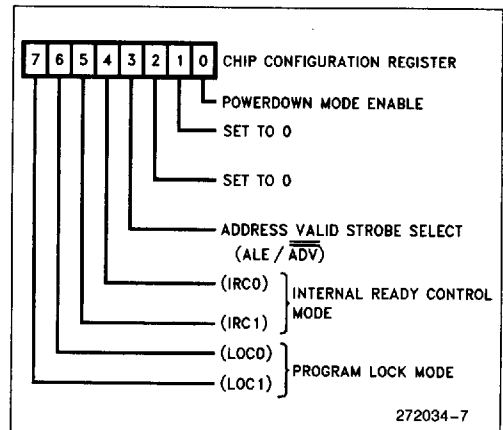 7 6 5 4 3 2 1 0 CHIP CONFIGURATION REGISTER
POWERDOWN MODE ENABLE
SET TO 0
SET TO 0
ADDRESS VALID STROBE SELECT
(ALE / ADV)
(IRC0)
INTERNAL READY CONTROL
MODE
(IRC1)
(LOC0)
PROGRAM LOCK MODE
(LOC1)
272034-7